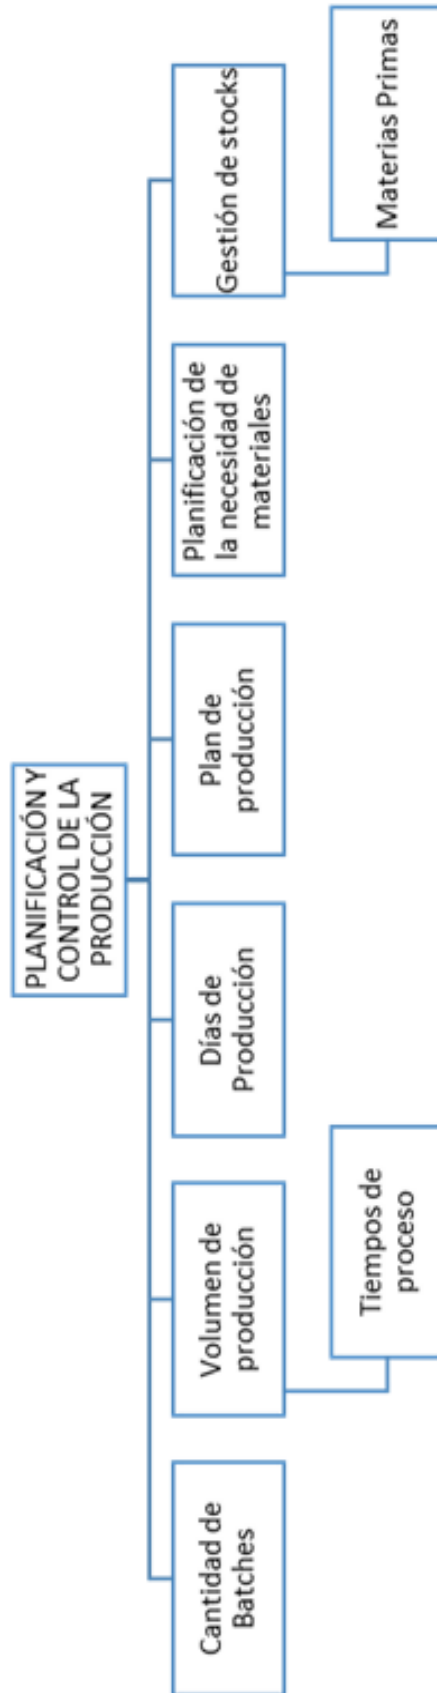 PLANIFICACIÓN Y
CONTROL DE LA
PRODUCCIÓN
Cantidad de
Batches
Volumen de
producción
Días de
Producción
Plan de
producción
Planificación de
la necesidad de
materiales
Gestión de stocks
Tiempos de
proceso
Materias Primas